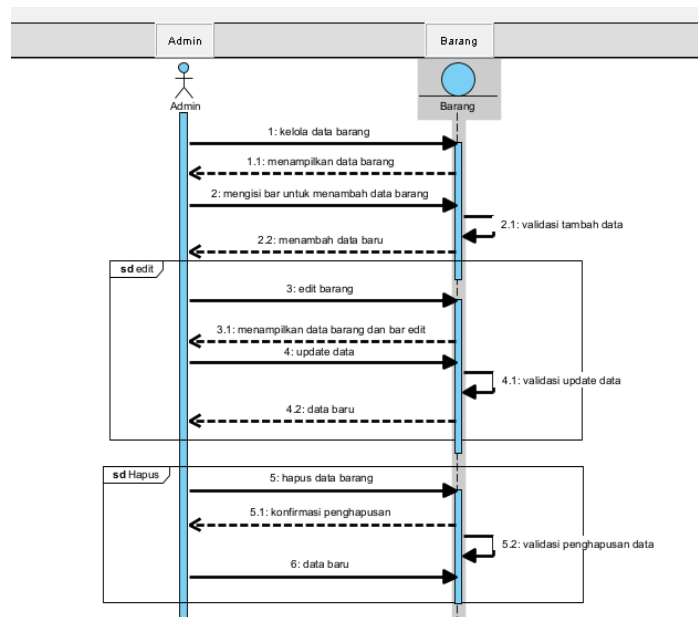 Admin
Barang
Admin
Barang
1: kelola data barang
1.1: menampilkan data barang
2: mengisi bar untuk menambah data barang
2.1: validasi tambah data
2.2: menambah data baru
sd edit
3: edit barang
3.1: menampilkan data barang dan bar edit
4: update data
4.1: validasi update data
4.2: data baru
sd Hapus
5: hapus data barang
5.1: konfirmasi penghapusan
5.2: validasi penghapusan data
6: data baru